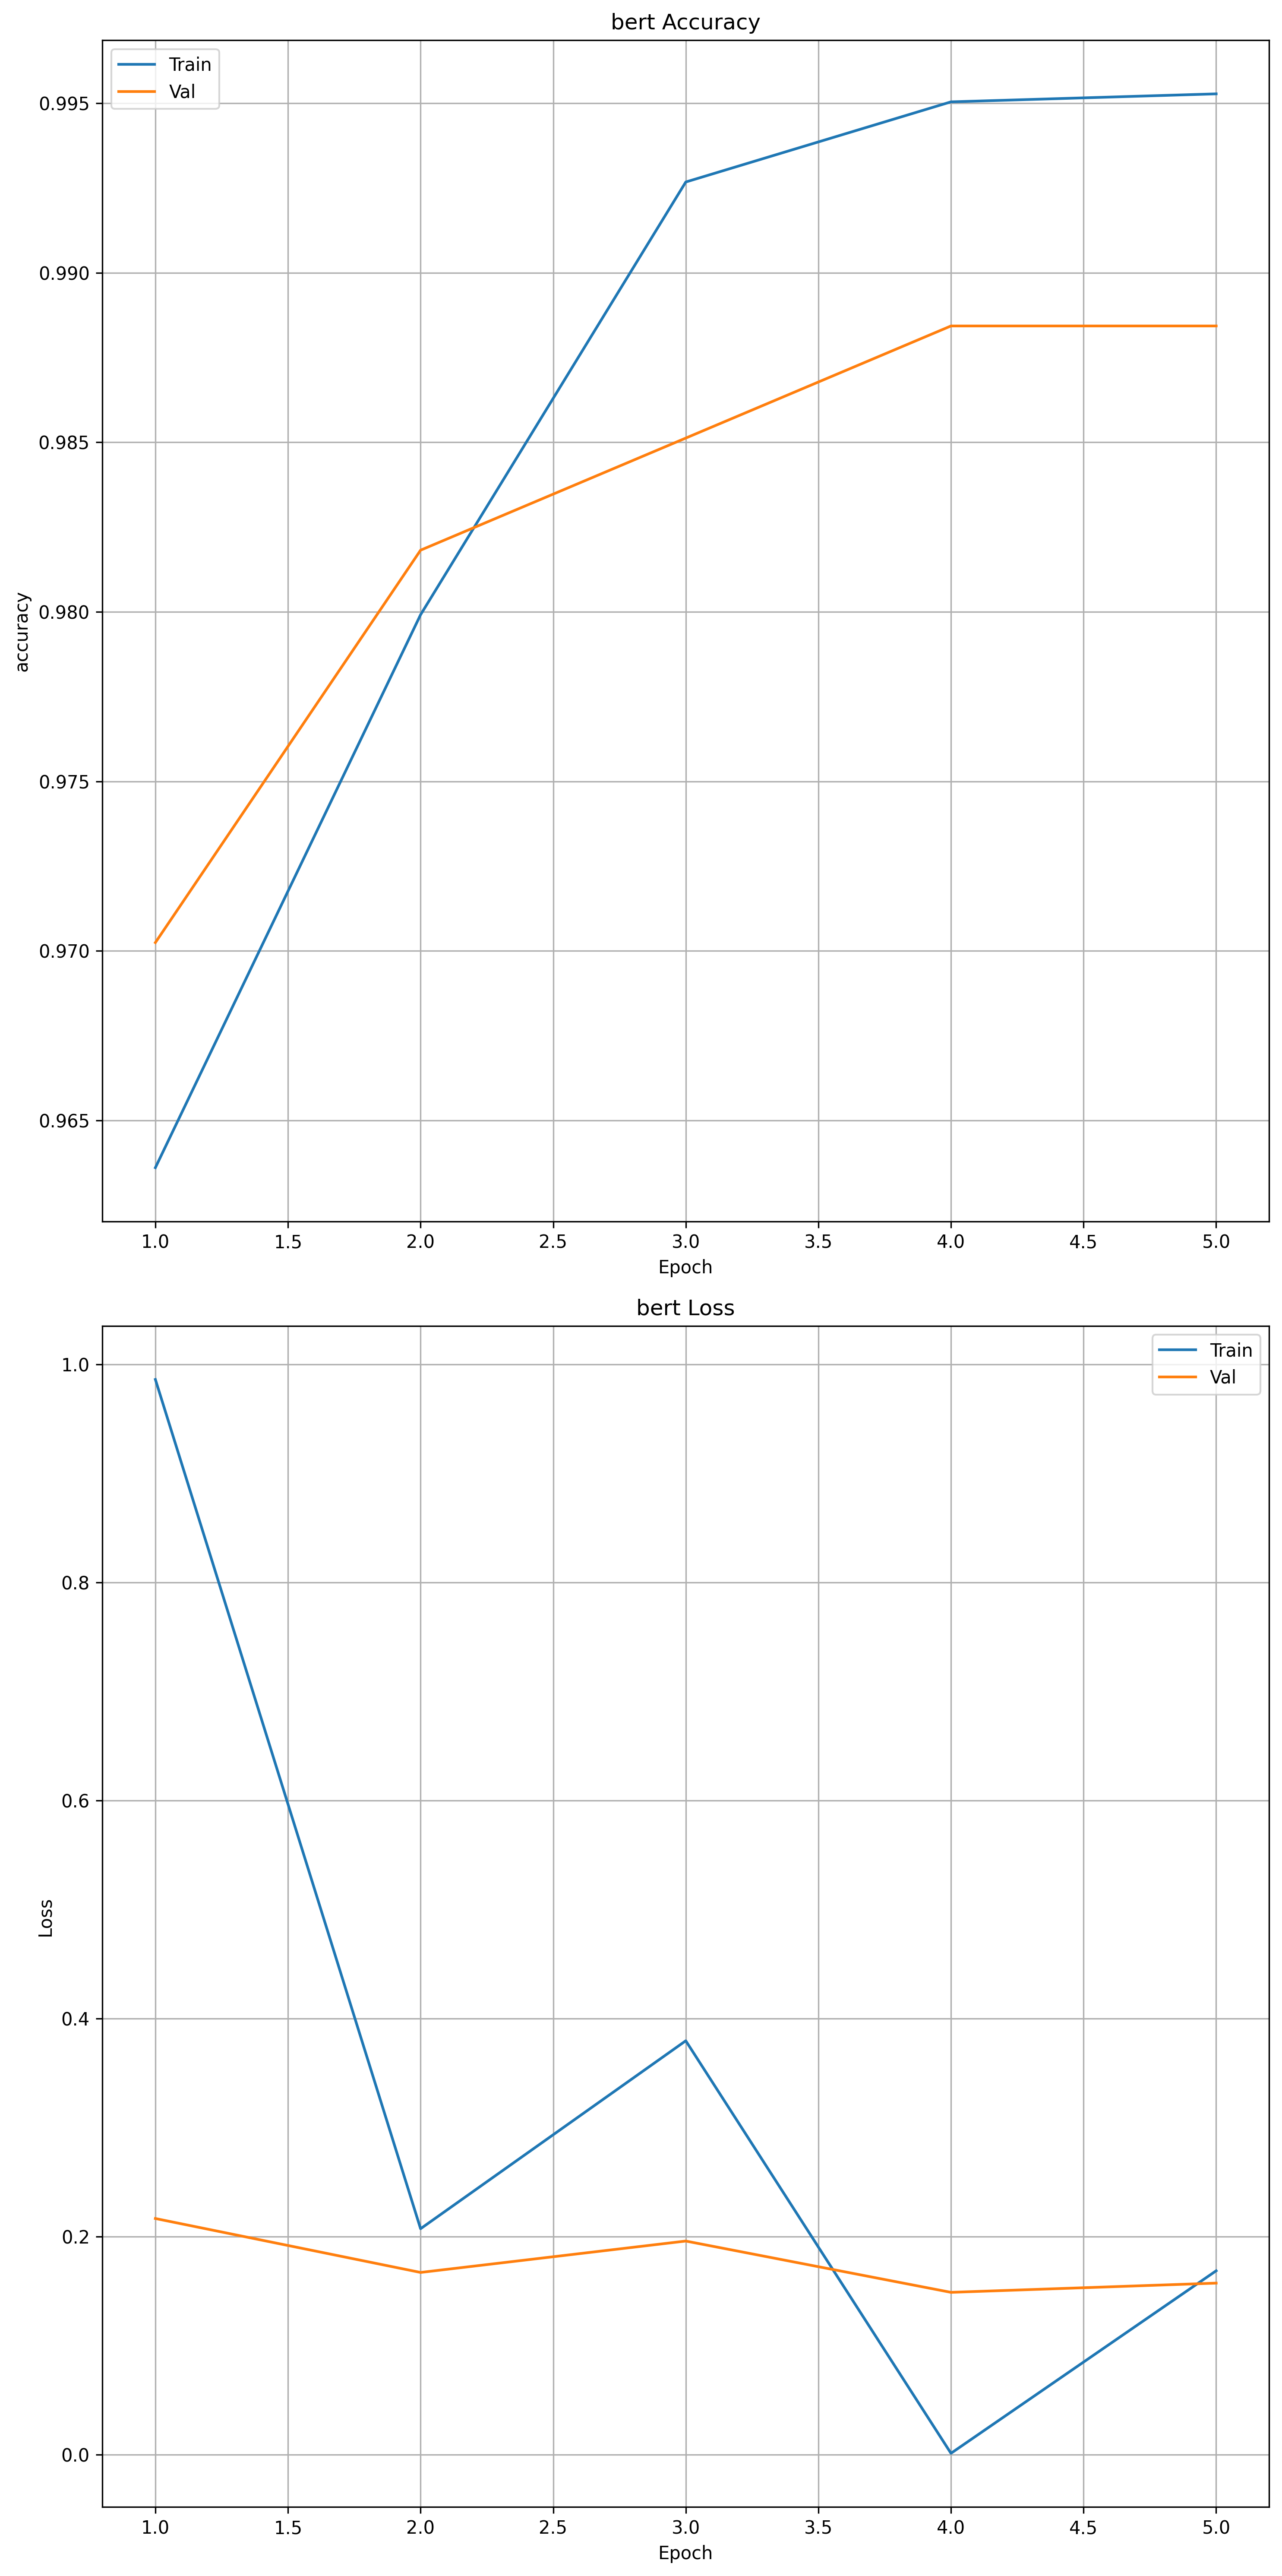 bert Accuracy
Train
Val
0.995
0.990
0.985
0.980
0.975
0.970
0.965
accuracy
1.0 1.5 2.0 2.5 3.0 3.5 4.0 4.5 5.0
Epoch
bert Loss
Train
Val
1.0
0.8
0.6
0.4
0.2
0.0
Loss
1.0 1.5 2.0 2.5 3.0 3.5 4.0 4.5 5.0
Epoch